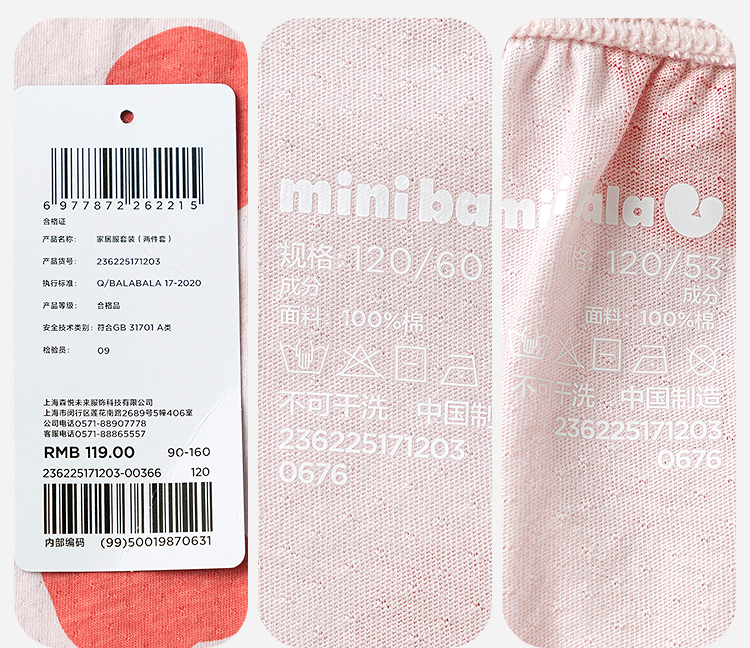 6 977872 262215
合格证
产品名称: 家居服套装（两件套）
产品货号: 236225171203
执行标准: Q/BALABALA 17-2020
产品等级: 合格品
安全技术类别: 符合GB 31701 A类
检验员: 09
上海森悦未来服饰科技有限公司
上海市闵行区莲花南路2689号5幢406室
公司电话0571-88907778
客服电话0571-88865557
RMB 119.00 90-160
236225171203-00366 120
内部编码 (99)50019870631
mini ba
规格 120/60
成分
面料: 100%棉
不可干洗 中国制
236225171203
0676
mi
ala
规格 120/53
成分
面料: 100%棉
不可干洗 中国制造
236225171203
0676